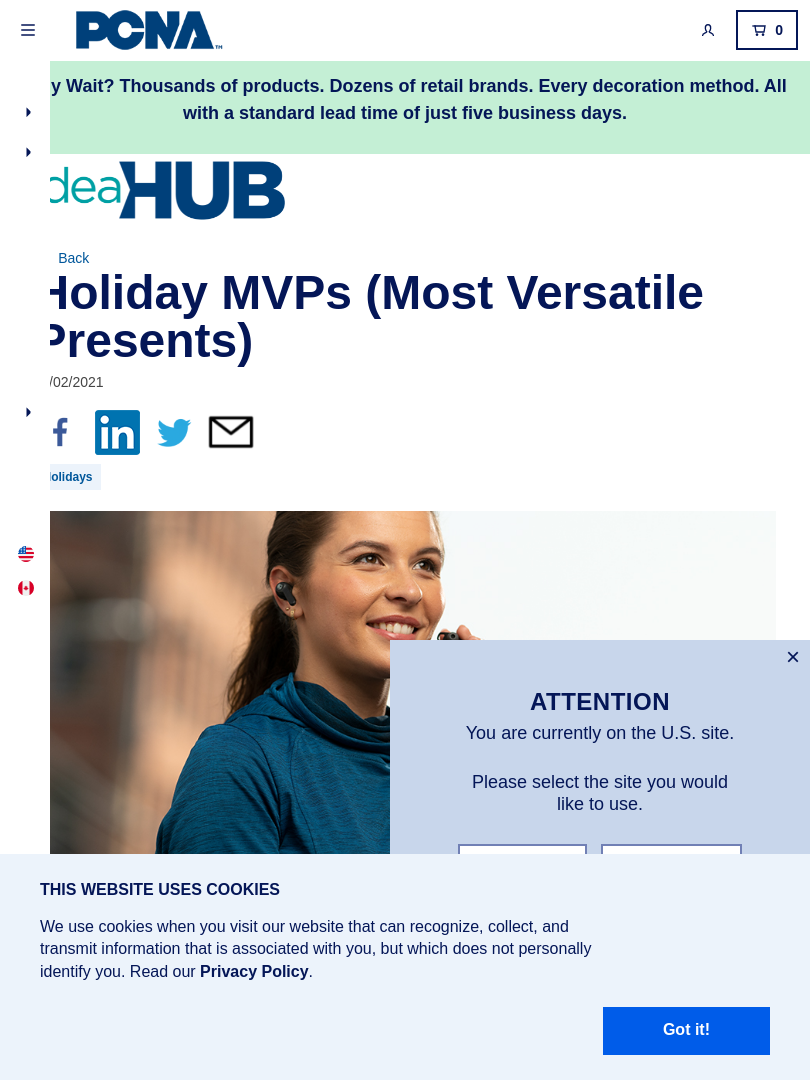 PCNA™
0
y Wait? Thousands of products. Dozens of retail brands. Every decoration method. All
with a standard lead time of just five business days.
deaHUB
Back
Holiday MVPs (Most Versatile
Presents)
/02/2021
in
olidays
ATTENTION
You are currently on the U.S. site.
Please select the site you would
like to use.
THIS WEBSITE USES COOKIES
We use cookies when you visit our website that can recognize, collect, and
transmit information that is associated with you, but which does not personally
identify you. Read our Privacy Policy.
Got it!